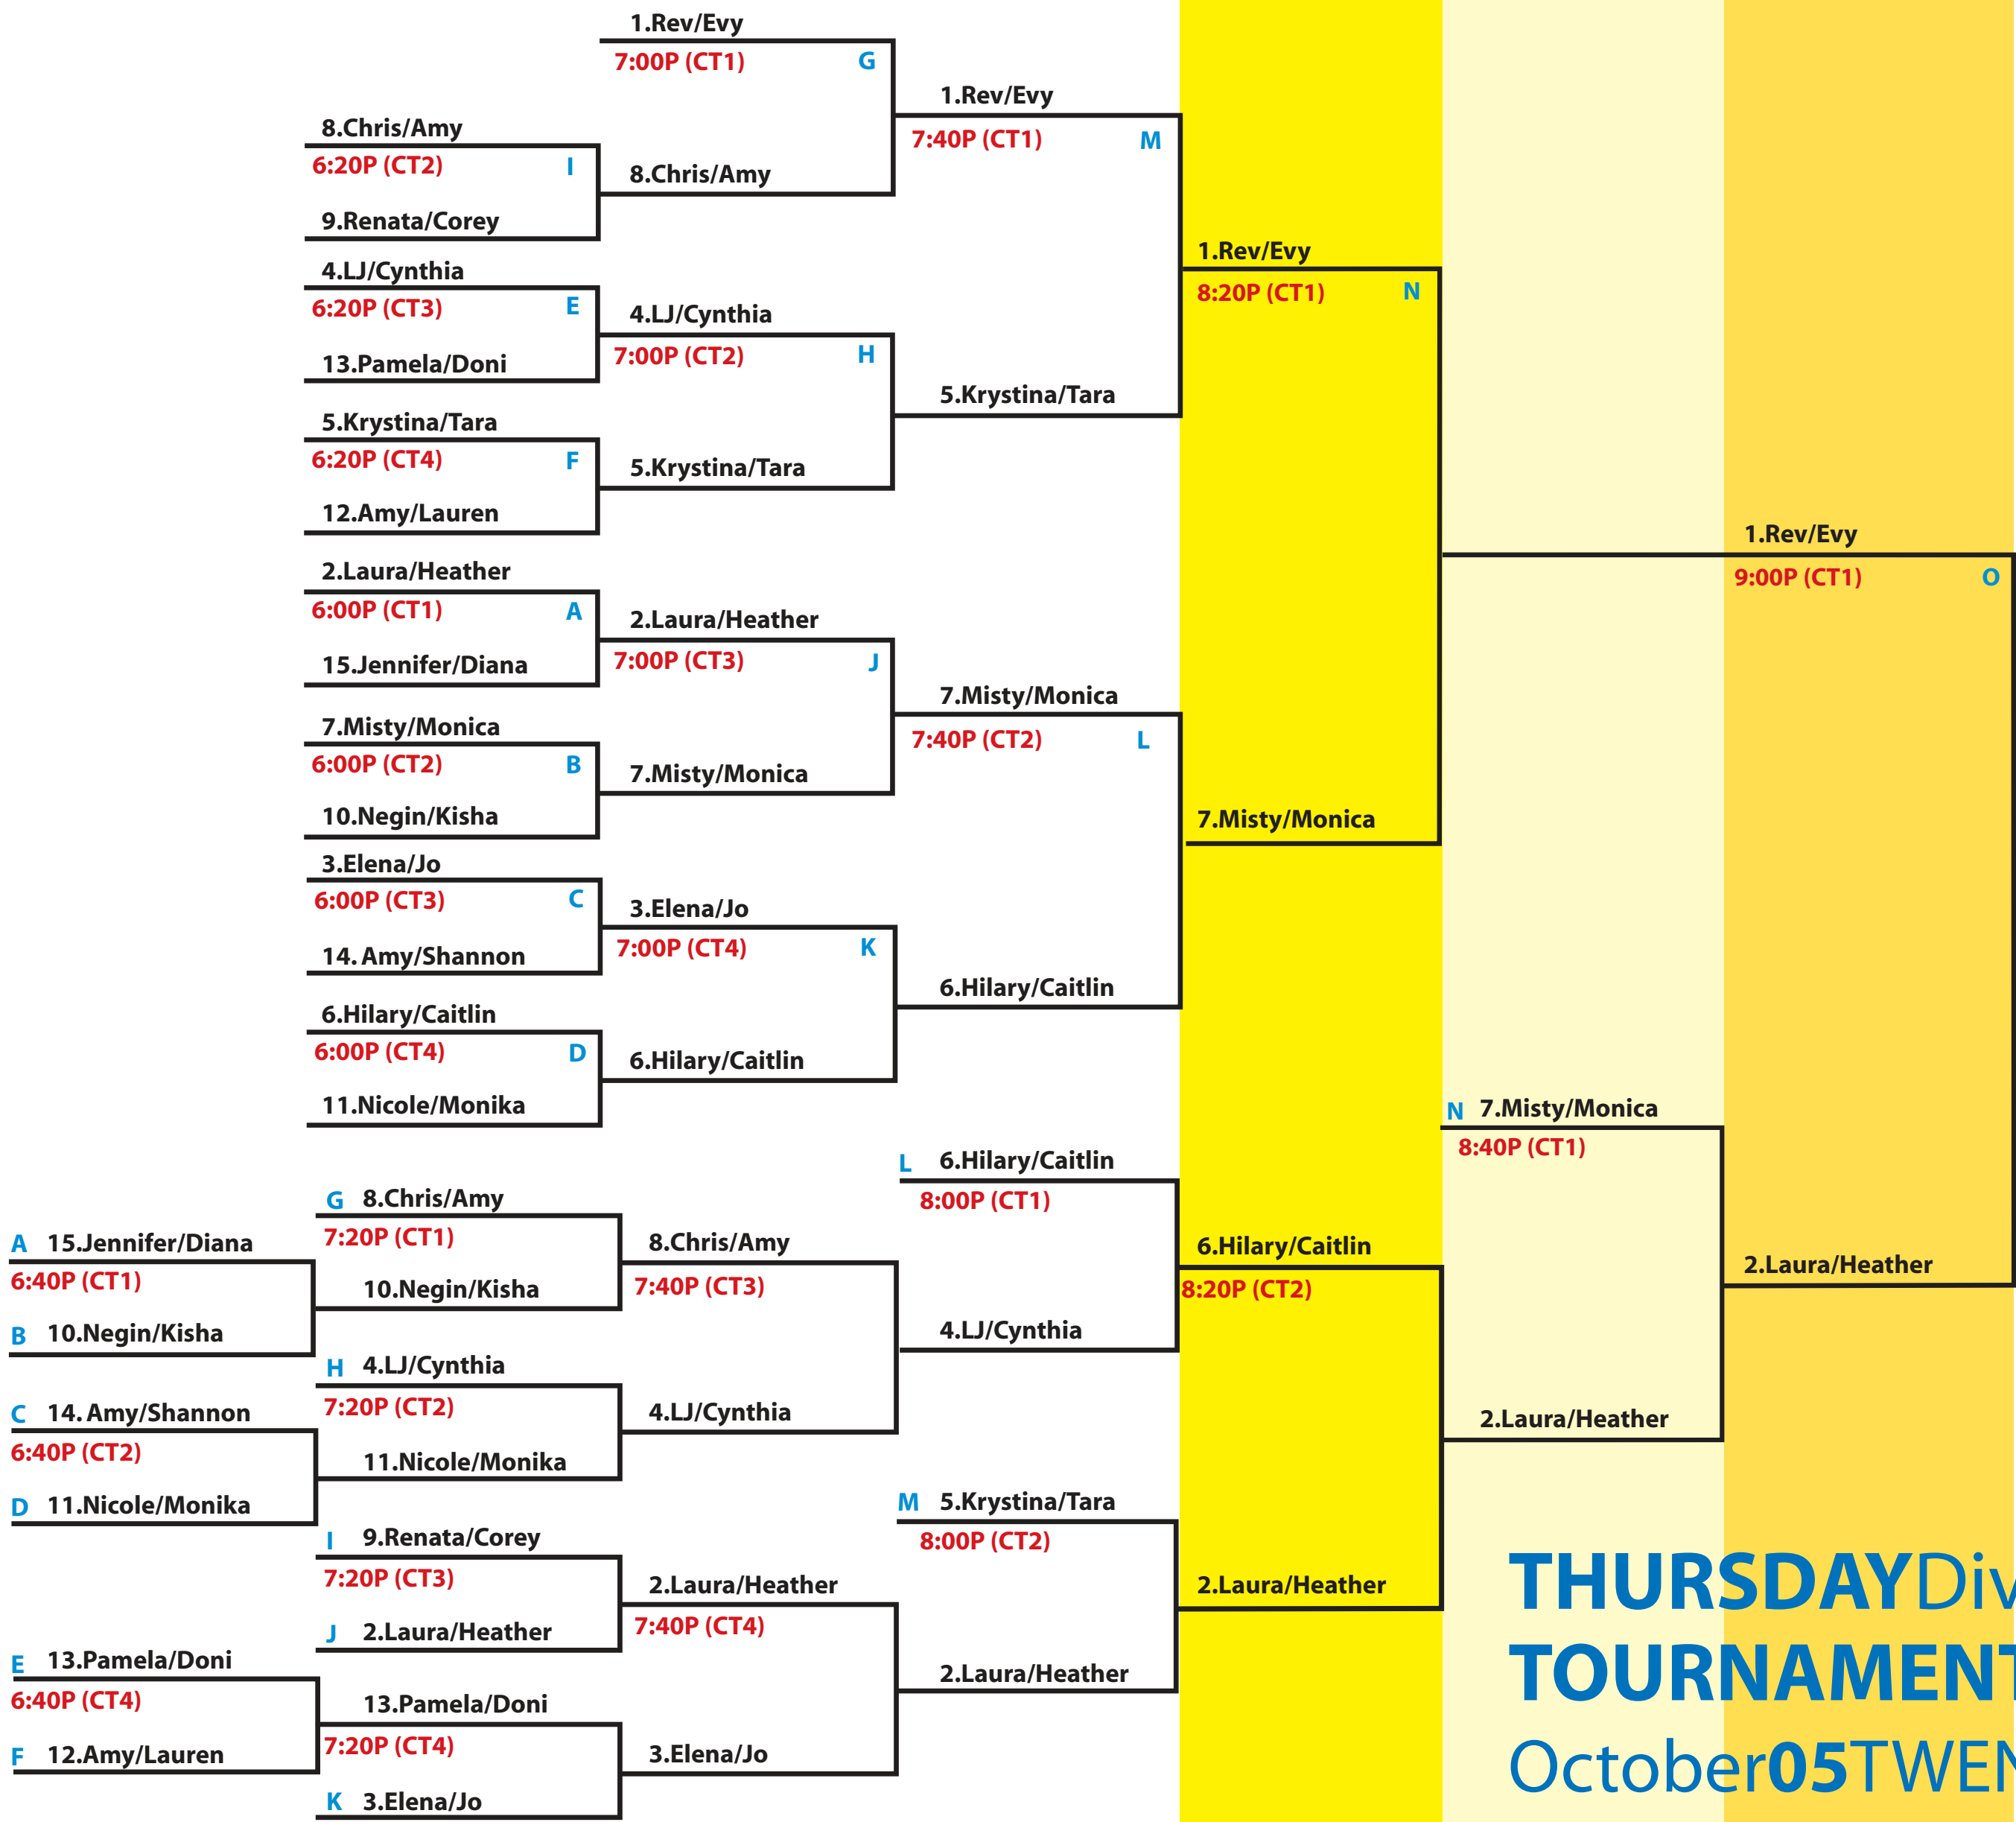 1.Rev/Evy
7:00P (CT1) G
8.Chris/Amy
1.Rev/Evy
7:40P (CT1) M
8.Chris/Amy
6:20P (CT2) I
9.Renata/Corey
4.LJ/Cynthia
6:20P (CT3) E
13.Pamela/Doni
4.LJ/Cynthia
7:00P (CT2) H
5.Krystina/Tara
5.Krystina/Tara
5.Krystina/Tara
6:20P (CT4) F
12.Amy/Lauren
1.Rev/Evy
8:20P (CT1) N
7.Misty/Monica
1.Rev/Evy
9:00P (CT1) O
2.Laura/Heather
2.Laura/Heather
6:00P (CT1) A
15.Jennifer/Diana
2.Laura/Heather
7:00P (CT3) J
7.Misty/Monica
7.Misty/Monica
7:40P (CT2) L
6.Hilary/Caitlin
7.Misty/Monica
6:00P (CT2) B
10.Negin/Kisha
3.Elena/Jo
6:00P (CT3) C
14. Amy/Shannon
3.Elena/Jo
7:00P (CT4) K
6.Hilary/Caitlin
6.Hilary/Caitlin
6:00P (CT4) D
11.Nicole/Monika
N 7.Misty/Monica
8:40P (CT1)
2.Laura/Heather
L 6.Hilary/Caitlin
8:00P (CT1)
4.LJ/Cynthia
6.Hilary/Caitlin
8:20P (CT2)
2.Laura/Heather
G 8.Chris/Amy
7:20P (CT1)
10.Negin/Kisha
8.Chris/Amy
7:40P (CT3)
4.LJ/Cynthia
A 15.Jennifer/Diana
6:40P (CT1)
B 10.Negin/Kisha
H 4.LJ/Cynthia
7:20P (CT2)
11.Nicole/Monika
C 14. Amy/Shannon
6:40P (CT2)
D 11.Nicole/Monika
M 5.Krystina/Tara
8:00P (CT2)
2.Laura/Heather
I 9.Renata/Corey
7:20P (CT3)
J 2.Laura/Heather
2.Laura/Heather
7:40P (CT4)
3.Elena/Jo
E 13.Pamela/Doni
6:40P (CT4)
F 12.Amy/Lauren
13.Pamela/Doni
7:20P (CT4)
K 3.Elena/Jo
THURSDAYDiv
TOURNAMENT
October05TWEN